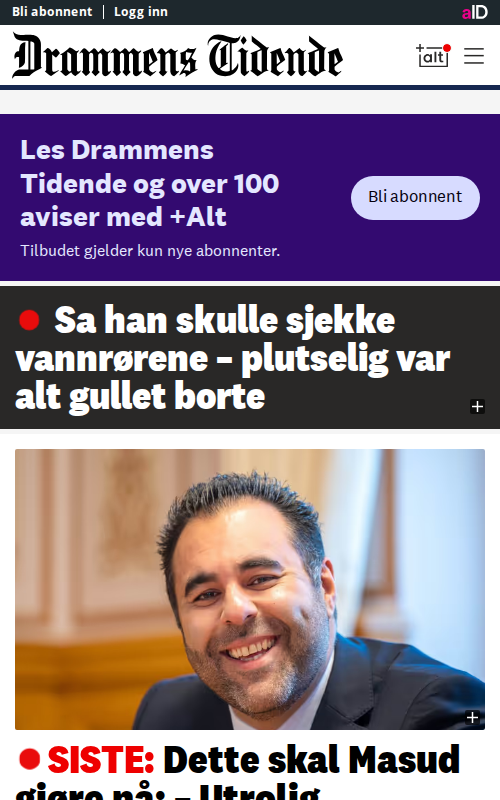 Bli abonnent | Logg inn
aID
Drammens Tidende
+alt
Les Drammens
Tidende og over 100
aviser med +Alt
Tilbudet gjelder kun nye abonnenter.
Bli abonnent
Sa han skulle sjekke
vannrørene – plutselig var
alt gullet borte
SISTE: Dette skal Masud
gjøre nå: – Utrolig